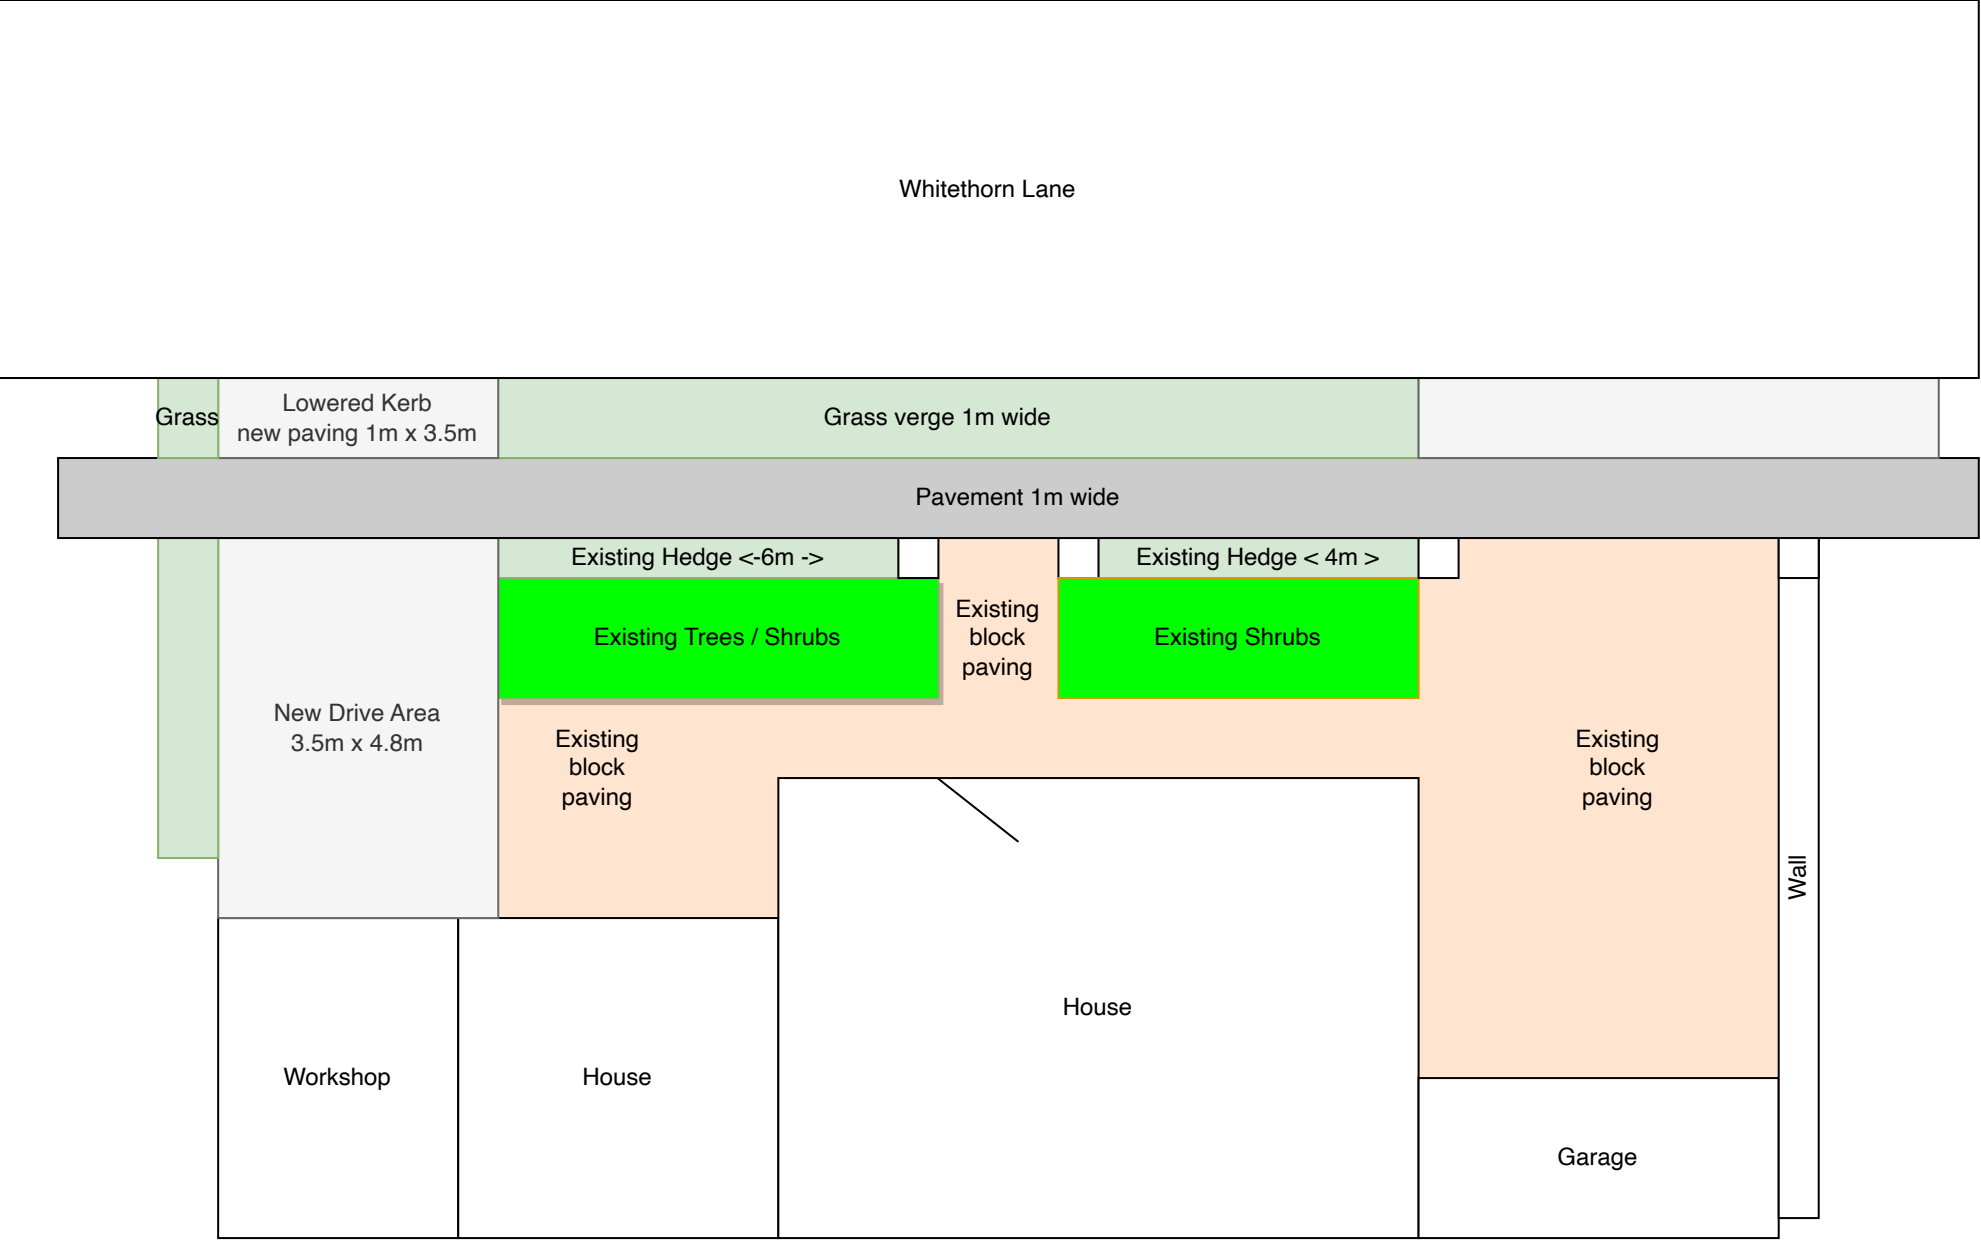 Whitethorn Lane
Grass
Lowered Kerb
new paving 1m x 3.5m
Grass verge 1m wide
Pavement 1m wide
Existing Hedge <-6m ->
Existing Hedge < 4m >
Existing Trees / Shrubs
Existing
block
paving
Existing Shrubs
New Drive Area
3.5m x 4.8m
Existing
block
paving
Existing
block
paving
Wall
House
Workshop
House
Garage